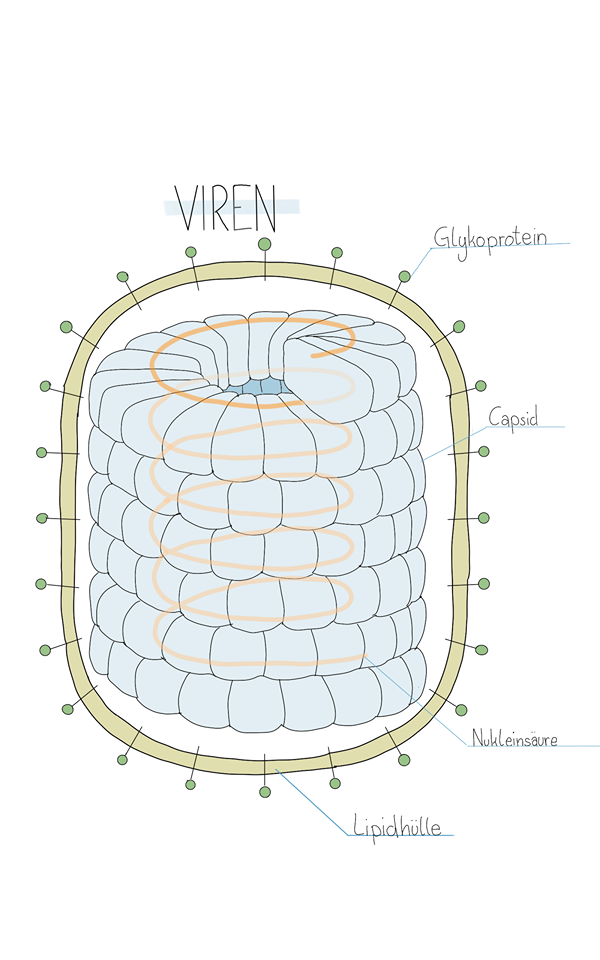 VIREN
Glykoprotein
Capsid
Nukleinsäure
Lipidhülle